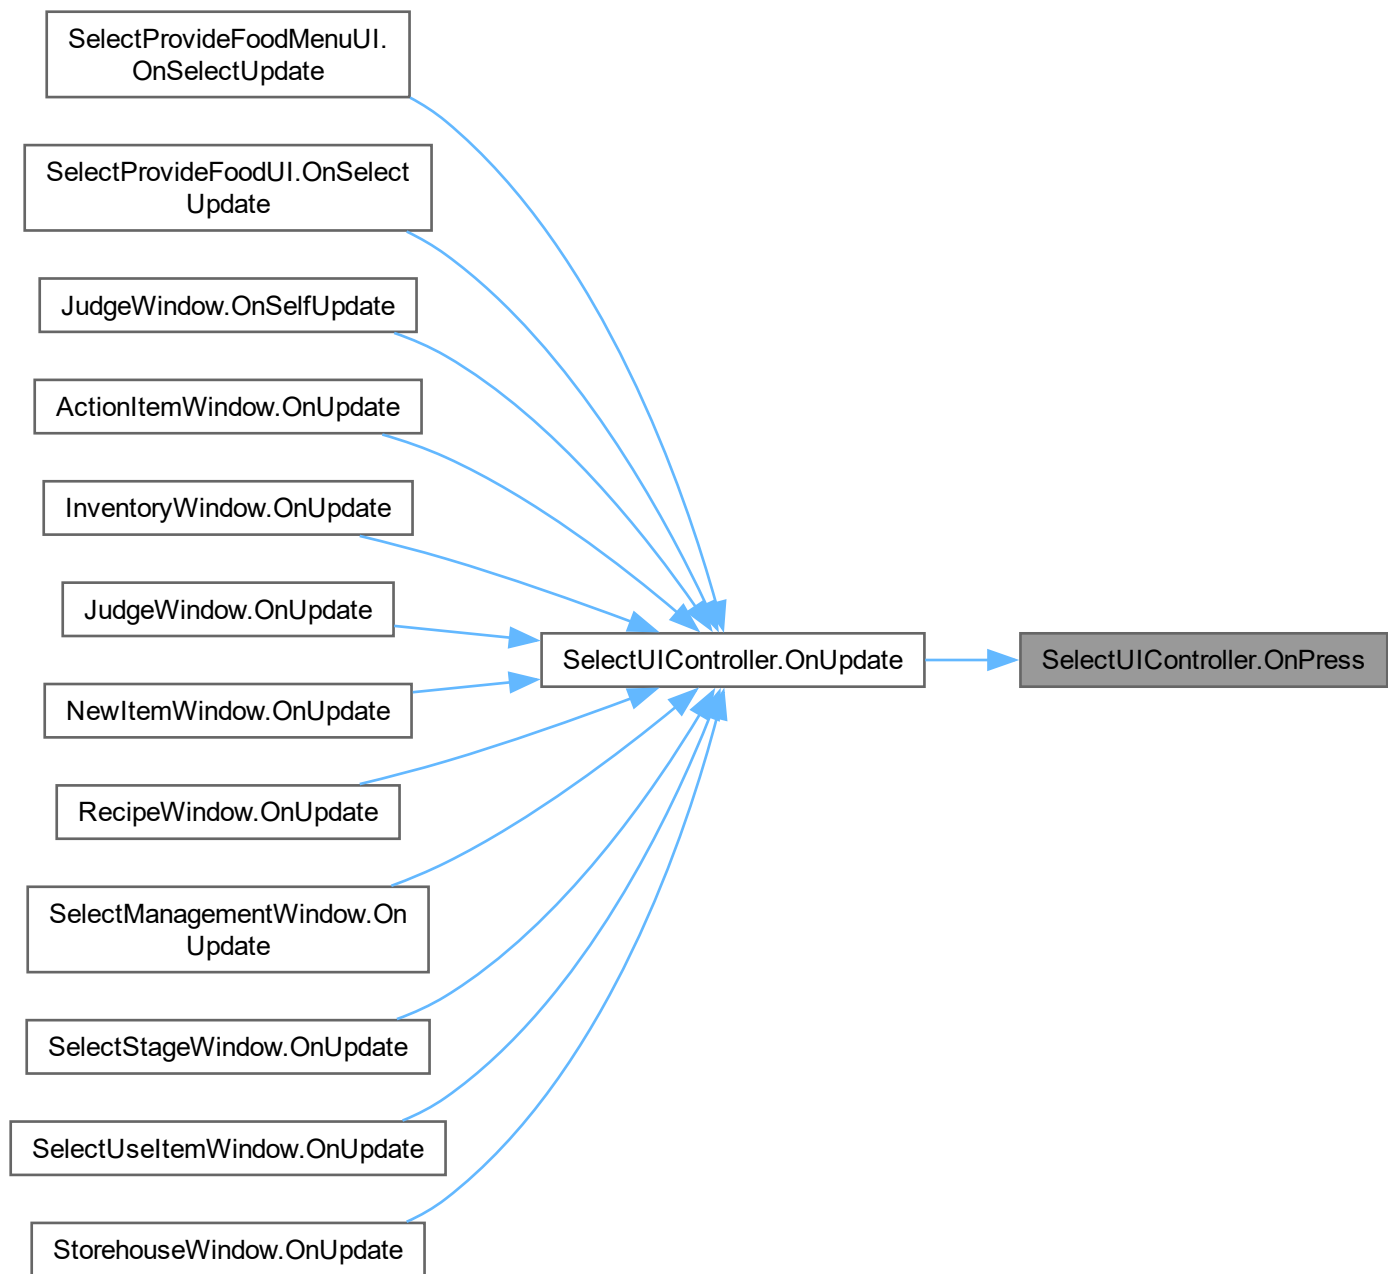 SelectProvideFoodMenuUI.
OnSelectUpdate
SelectProvideFoodUI.OnSelect
Update
JudgeWindow.OnSelfUpdate
ActionItemWindow.OnUpdate
InventoryWindow.OnUpdate
JudgeWindow.OnUpdate
NewItemWindow.OnUpdate
RecipeWindow.OnUpdate
SelectManagementWindow.On
Update
SelectStageWindow.OnUpdate
SelectUseItemWindow.OnUpdate
StorehouseWindow.OnUpdate
SelectUIController.OnUpdate
SelectUIController.OnPress